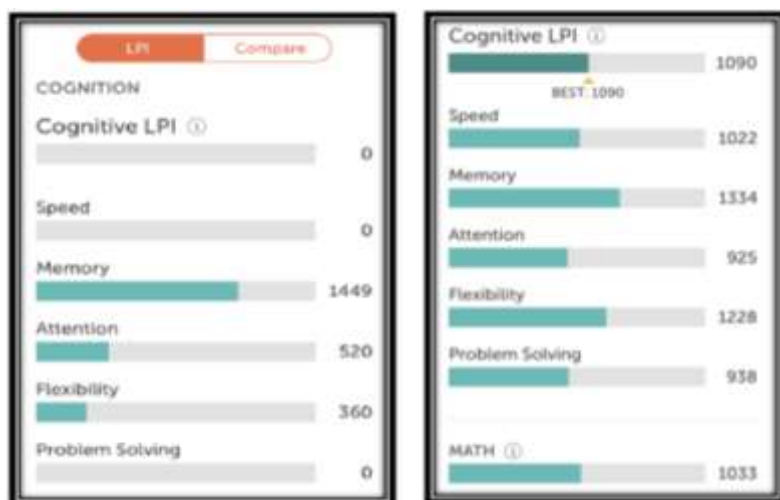 LPI Compare
COGNITION
Cognitive LPI ⓘ
0
Speed
0
Memory
1449
Attention
520
Flexibility
360
Problem Solving
0
Cognitive LPI ⓘ
1090
BEST: 1090
Speed
1022
Memory
1334
Attention
925
Flexibility
1228
Problem Solving
938
MATH ⓘ
1033